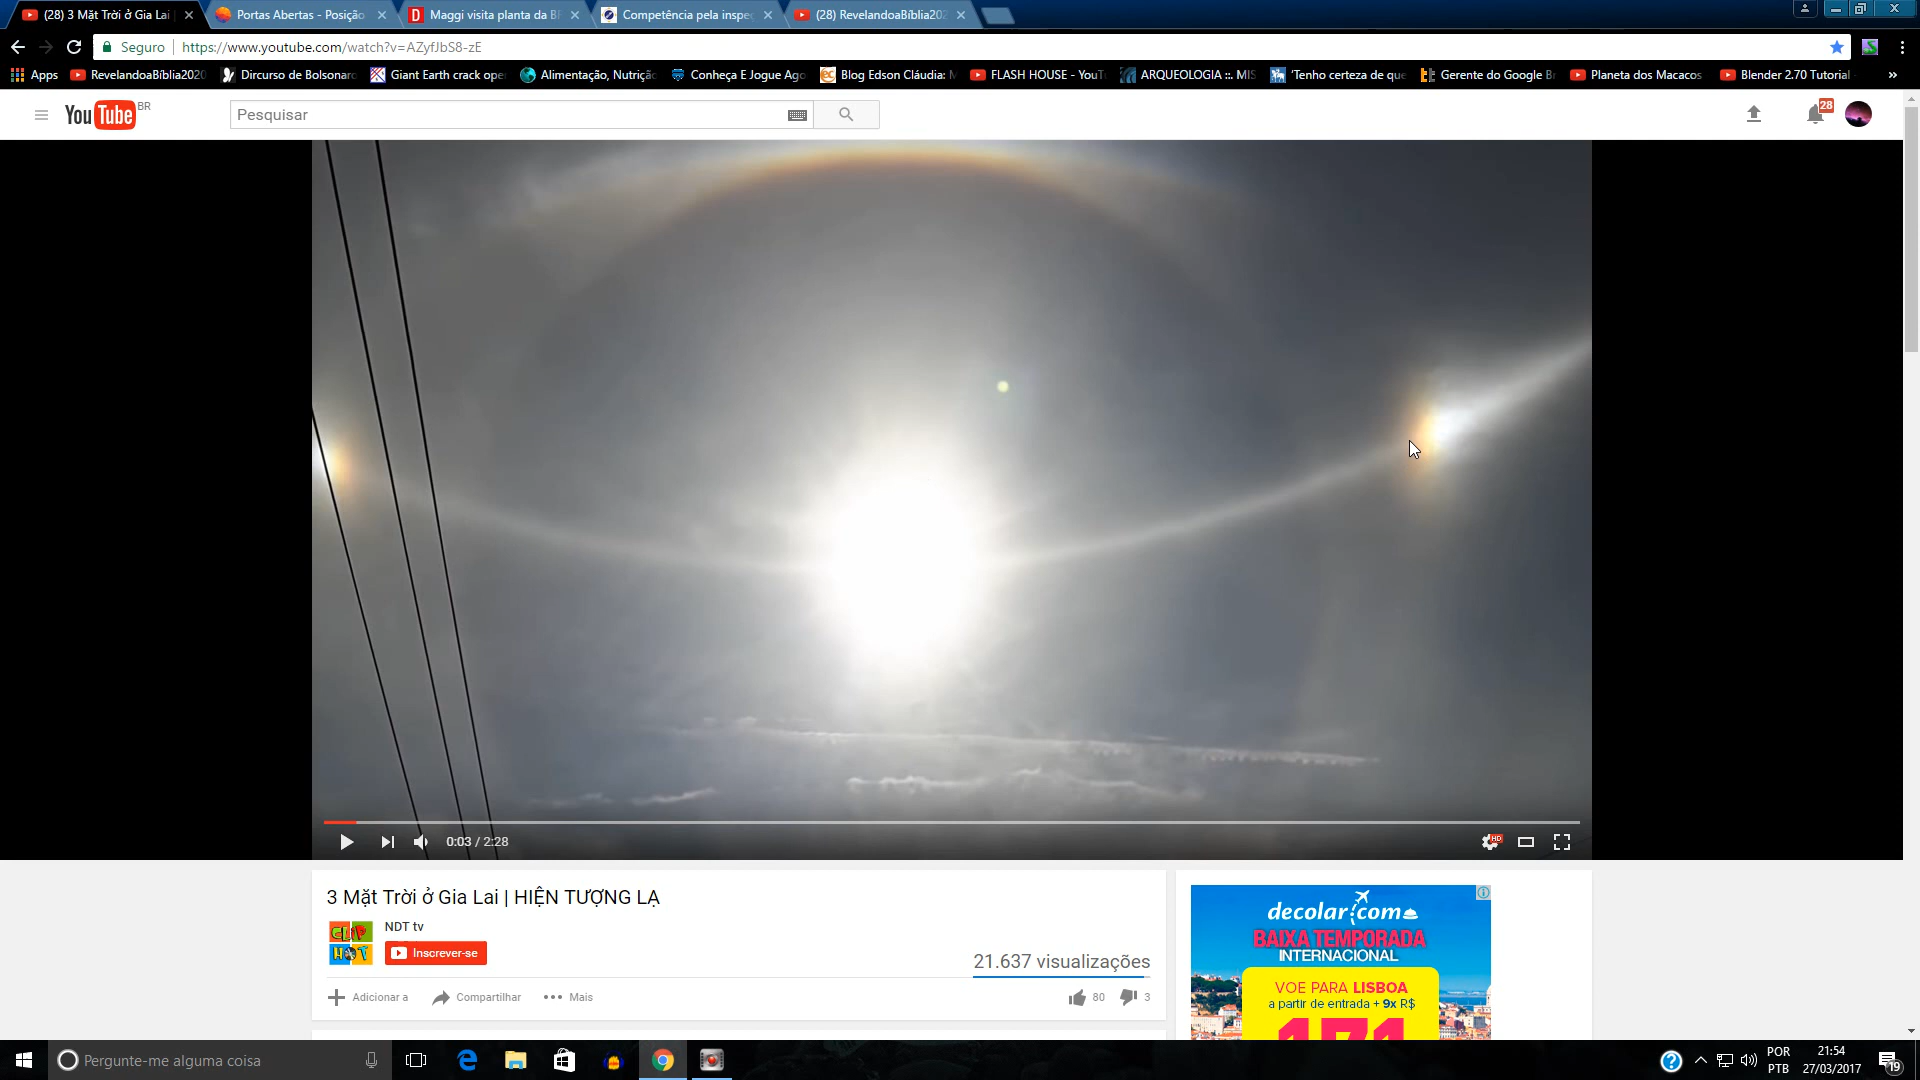 (28) 3 Mặt Trời ở Gia Lai |
Portas Abertas - Posição
Maggi visita planta da B
Competência pela inspe
(28) RevelandoaBíblia202
Seguro
https://www.youtube.com/watch?v=AZyfJbS8-zE
Apps
RevelandoaBíblia2020
Dircurso de Bolsonaro
Giant Earth crack ope
Alimentação, Nutriçã
Conheça E Jogue Ago
Blog Edson Cláudia:
FLASH HOUSE - YouT
ARQUEOLOGIA ::. MIS
'Tenho certeza de que
Gerente do Google B
Planeta dos Macacos
Blender 2.70 Tutorial
»
YouTube BR
Pesquisar
28
0:03 / 2:28
HD
3 Mặt Trời ở Gia Lai | HIỆN TƯỢNG LẠ
CLIP
HOT
NDT tv
Inscrever-se
21.637 visualizações
Adicionar a
Compartilhar
Mais
80
3
decolar.com
BAIXA TEMPORADA
INTERNACIONAL
VOE PARA LISBOA
a partir de entrada + 9x R$
171
Pergunte-me alguma coisa
POR
PTB
21:54
27/03/2017
19